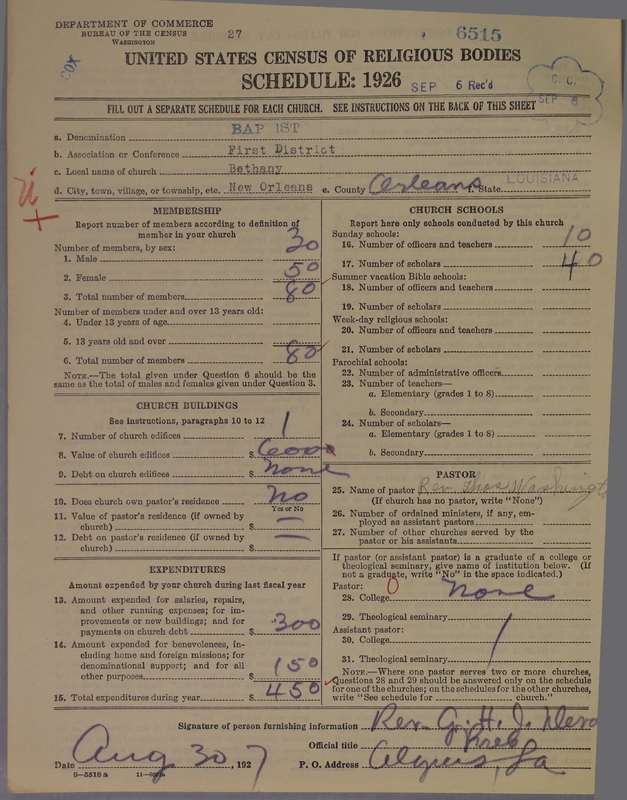 DEPARTMENT OF COMMERCE
BUREAU OF THE CENSUS
WASHINGTON
27
6515
COX
UNITED STATES CENSUS OF RELIGIOUS BODIES
SCHEDULE: 1926
SEP 6 Rec'd
C. C.
SEP 6
FILL OUT A SEPARATE SCHEDULE FOR EACH CHURCH. SEE INSTRUCTIONS ON THE BACK OF THIS SHEET
a. Denomination BAP 1ST
b. Association or Conference First District
c. Local name of church Bethany
d. City, town, village, or township, etc. New Orleans e. County Orleans f. State LOUISIANA
MEMBERSHIP
Report number of members according to definition of
member in your church
Number of members, by sex:
1. Male 30
2. Female 50
3. Total number of members 80
Number of members under and over 13 years old:
4. Under 13 years of age
5. 13 years old and over
6. Total number of members 80
NOTE.—The total given under Question 6 should be
same as the total of males and females given under Question 3.
CHURCH BUILDINGS
See instructions, paragraphs 10 to 12
7. Number of church edifices 1
8. Value of church edifices $ 6000
9. Debt on church edifices $ none
10. Does church own pastor's residence? no
Yes or No
11. Value of pastor's residence (if owned by
church) $ —
12. Debt on pastor's residence (if owned by
church) $ —
EXPENDITURES
Amount expended by your church during last fiscal year
13. Amount expended for salaries, repairs,
and other running expenses; for im-
provements or new buildings; and for
payments on church debt $ 300
14. Amount expended for benevolences, in-
cluding home and foreign missions; for
denominational support; and for all
other purposes $ 150
15. Total expenditures during year $ 450
CHURCH SCHOOLS
Report here only schools conducted by this church
Sunday schools:
16. Number of officers and teachers 10
17. Number of scholars 40
Summer vacation Bible schools:
18. Number of officers and teachers
19. Number of scholars
Week-day religious schools:
20. Number of officers and teachers
21. Number of scholars
Parochial schools:
22. Number of administrative officers
23. Number of teachers—
a. Elementary (grades 1 to 8)
b. Secondary
24. Number of scholars—
a. Elementary (grades 1 to 8)
b. Secondary
PASTOR
25. Name of pastor Rev. Thos Washingt
(If church has no pastor, write "None")
26. Number of ordained ministers, if any, em-
ployed as assistant pastors
27. Number of other churches served by the
pastor or his assistants
If pastor (or assistant pastor) is a graduate of a college or
theological seminary, give name of institution below. (If
not a graduate, write "No" in the space indicated.)
Pastor: 0
28. College none
29. Theological seminary
Assistant pastor:
30. College
31. Theological seminary
NOTE.—Where one pastor serves two or more churches,
Questions 28 and 29 should be answered only on the schedule
for one of the churches; on the schedules for the other churches,
write "See schedule for church."
Signature of person furnishing information Rev. G. H. J.
Official title Pres
Date Aug 30, 1927 P. O. Address Algiers, La
8—5518 a